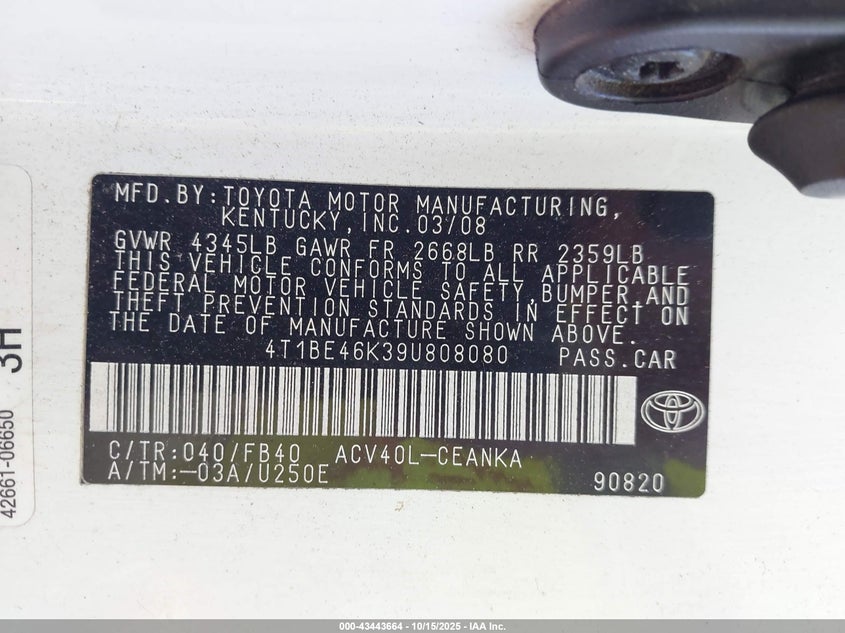 MFD.BY:TOYOTA MOTOR MANUFACTURING,
KENTUCKY,INC.03/08
GVWR 4345LB GAWR FR 2668LB RR 2359LB
THIS VEHICLE CONFORMS TO ALL APPLICABLE
FEDERAL MOTOR VEHICLE SAFETY,BUMPER,AND
THEFT PREVENTION STANDARDS IN EFFECT ON
THE DATE OF MANUFACTURE SHOWN ABOVE.
4T1BE46K39U808080 PASS.CAR
C/TR:040/FB40 ACV40L-CEANKA
A/TM:-03A/U250E
90820
3H
42661-06650
000-43443664 - 10/15/2025 - IAA Inc.